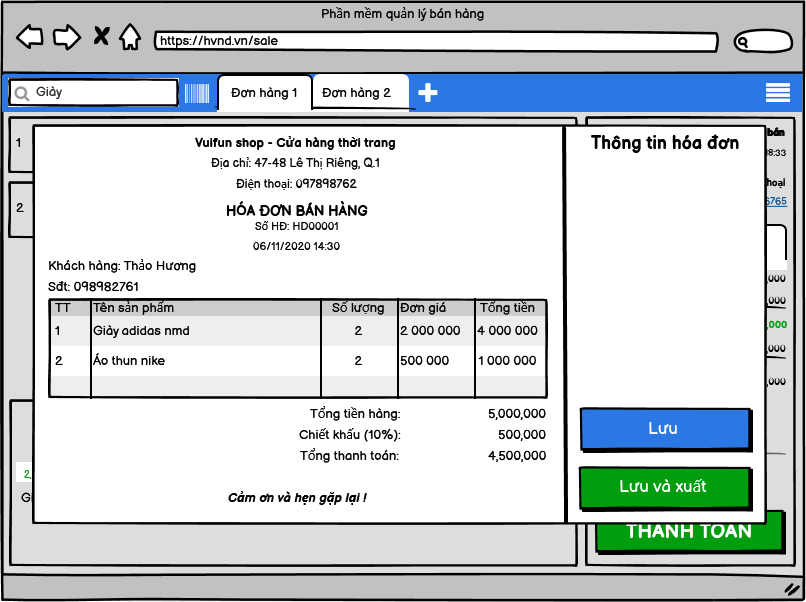 Phần mềm quản lý bán hàng
https://hvnd.vn/sale
Giày
Đơn hàng 1
Đơn hàng 2
1
2
Vulfun shop - Cửa hàng thời trang
Địa chỉ: 47-48 Lê Thị Riêng, Q.1
Điện thoại: 097898762
HÓA ĐƠN BÁN HÀNG
Số HĐ: HD00001
06/11/2020 14:30
Khách hàng: Thảo Hương
Sđt: 098982761
TT Tên sản phẩm Số lượng Đơn giá Tổng tiền
1 Giày adidas nmd 2 2 000 000 4 000 000
2 Áo thun nike 2 500 000 1 000 000
Tổng tiền hàng: 5,000,000
Chiết khấu (10%): 500,000
Tổng thanh toán: 4,500,000
Cảm ơn và hẹn gặp lại !
Thông tin hóa đơn
Lưu
Lưu và xuất
bán
8:33
,000
,000
,000
,000
,000
2,
THANH TOÁN